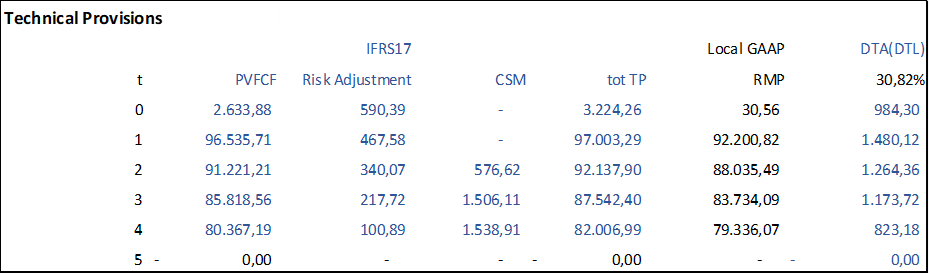 Technical Provisions
IFRS17 Local GAAP DTA(DTL)
t PVFCF Risk Adjustment CSM tot TP RMP 30,82%
0 2.633,88 590,39 - 3.224,26 30,56 984,30
1 96.535,71 467,58 - 97.003,29 92.200,82 1.480,12
2 91.221,21 340,07 576,62 92.137,90 88.035,49 1.264,36
3 85.818,56 217,72 1.506,11 87.542,40 83.734,09 1.173,72
4 80.367,19 100,89 1.538,91 82.006,99 79.336,07 823,18
5 - 0,00 - - - 0,00 - - 0,00